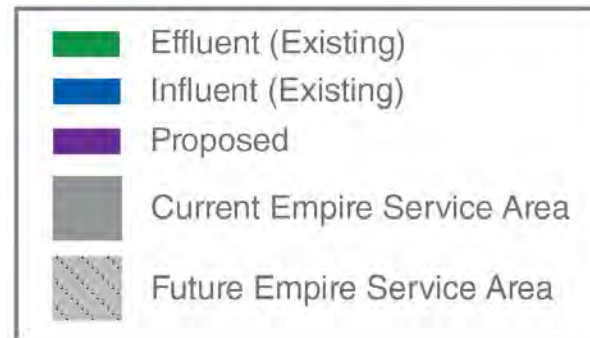 Effluent (Existing)
Influent (Existing)
Proposed
Current Empire Service Area
Future Empire Service Area